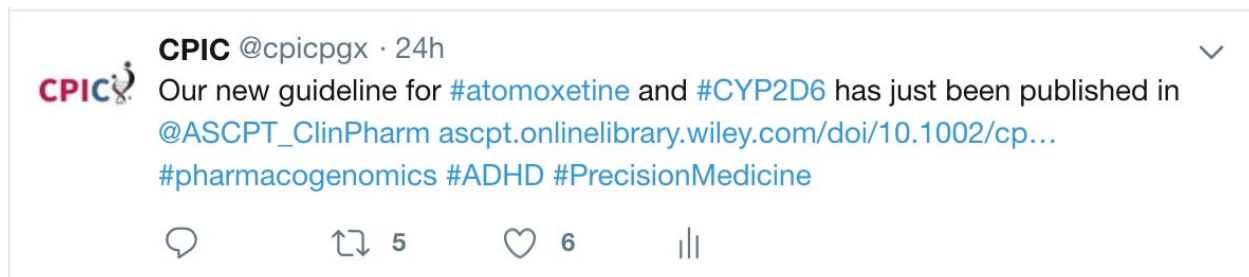 CPIC @cpicpgx · 24h
CPIC
Our new guideline for #atomoxetine and #CYP2D6 has just been published in
@ASCPT_ClinPharm ascpt.onlinelibrary.wiley.com/doi/10.1002/cp…
#pharmacogenomics #ADHD #PrecisionMedicine
5 6